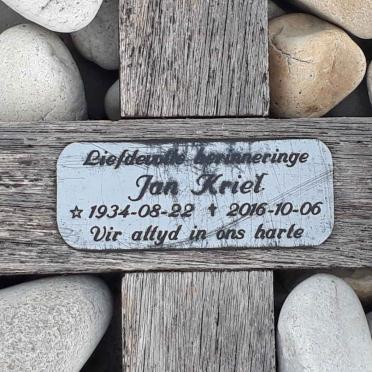 Liefdevolle herinneringe
Jan Kriel
☆ 1934-08-22 ✝ 2016-10-06
Vir altyd in ons harte